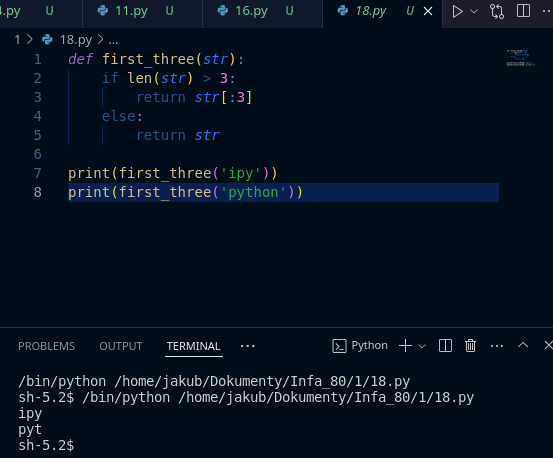 4.py U 11.py U 16.py U 18.py U
1 > 18.py > ...
1 def first_three(str):
2     if len(str) > 3:
3         return str[:3]
4     else:
5         return str
6
7 print(first_three('ipy'))
8 print(first_three('python'))
PROBLEMS OUTPUT TERMINAL ... Python
/bin/python /home/jakub/Dokumenty/Infa_80/1/18.py
sh-5.2$ /bin/python /home/jakub/Dokumenty/Infa_80/1/18.py
ipy
pyt
sh-5.2$